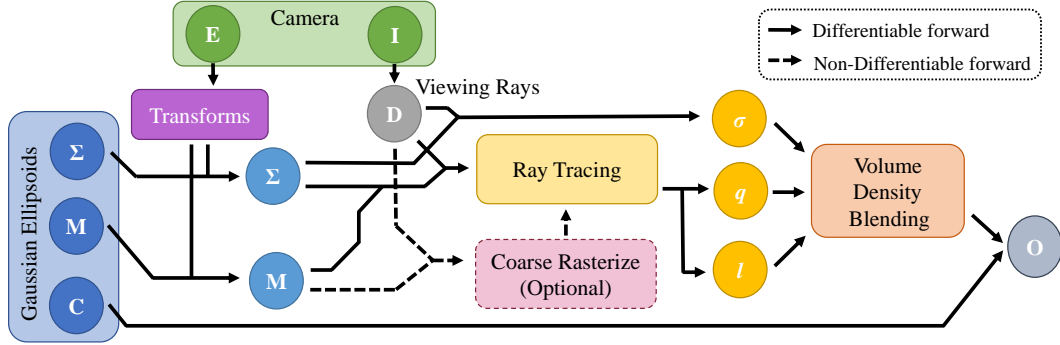 Camera
E
I
Differentiable forward
Non-Differentiable forward
Viewing Rays
Transforms
D
Gaussian Ellipsoids
Σ
M
C
Σ
M
Ray Tracing
Coarse Rasterize
(Optional)
σ
q
l
Volume
Density
Blending
O